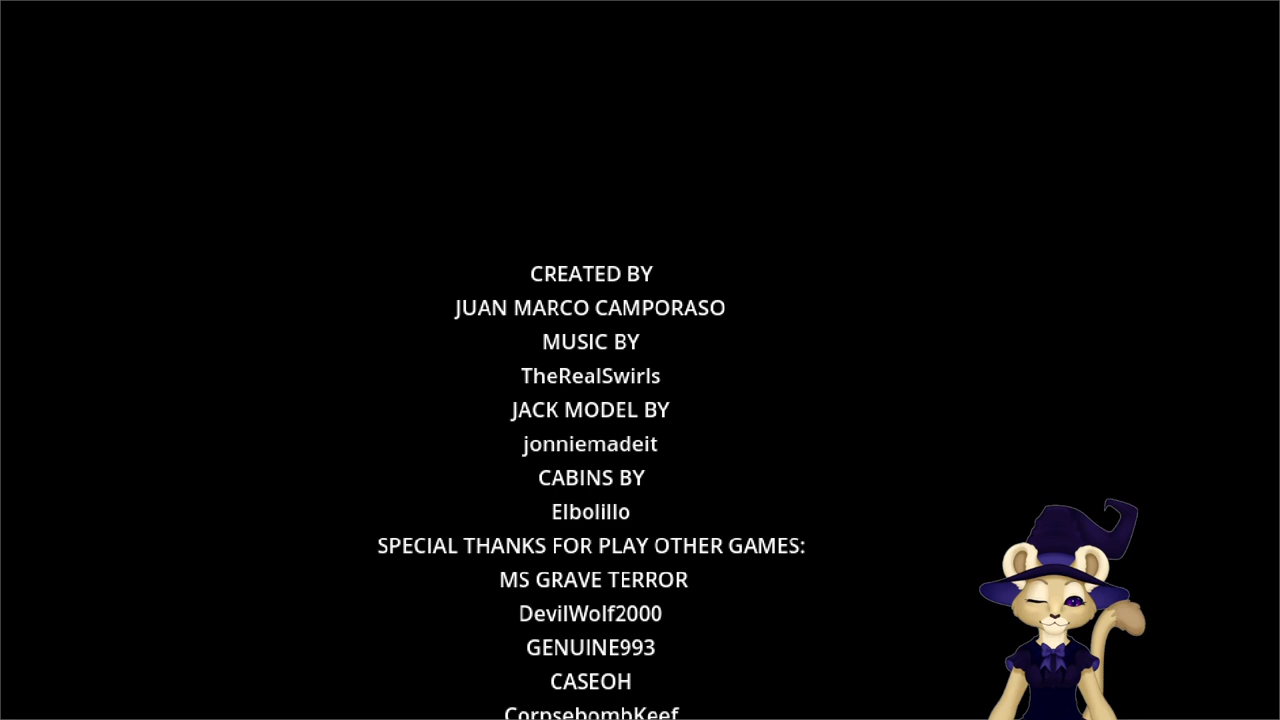 CREATED BY
JUAN MARCO CAMPORASO
MUSIC BY
TheRealSwirls
JACK MODEL BY
jonniemadeit
CABINS BY
Elbolillo
SPECIAL THANKS FOR PLAY OTHER GAMES:
MS GRAVE TERROR
DevilWolf2000
GENUINE993
CASEOH
CorpsebombKeef